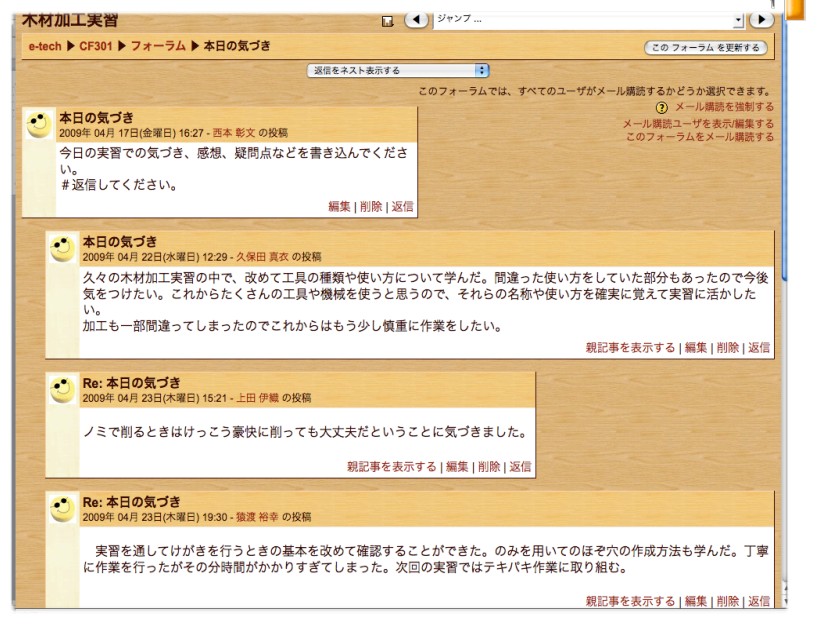 木材加工実習
ジャンプ ...
e-tech ▶ CF301 ▶ フォーラム ▶ 本日の気づき
この フォーラム を更新する
返信をネスト表示する
このフォーラムでは、すべてのユーザがメール購読するかどうか選択できます。
メール購読を強制する
メール購読ユーザを表示/編集する
このフォーラムをメール購読する
本日の気づき
2009年 04月 17日(金曜日) 16:27 - 西本 彰文 の投稿
今日の実習での気づき、感想、疑問点などを書き込んでくださ
い。
＃返信してください。
編集 | 削除 | 返信
本日の気づき
2009年 04月 22日(水曜日) 12:29 - 久保田 真衣 の投稿
久々の木材加工実習の中で、改めて工具の種類や使い方について学んだ。間違った使い方をしていた部分もあったので今後
気をつけたい。これからたくさんの工具や機械を使うと思うので、それらの名称や使い方を確実に覚えて実習に活かした
い。
加工も一部間違ってしまったのでこれからはもう少し慎重に作業をしたい。
親記事を表示する | 編集 | 削除 | 返信
Re: 本日の気づき
2009年 04月 23日(木曜日) 15:21 - 上田 伊織 の投稿
ノミで削るときはけっこう豪快に削っても大丈夫だということに気づきました。
親記事を表示する | 編集 | 削除 | 返信
Re: 本日の気づき
2009年 04月 23日(木曜日) 19:30 - 猿渡 裕幸 の投稿
実習を通してけがきを行うときの基本を改めて確認することができた。のみを用いてのほぞ穴の作成方法も学んだ。丁寧
に作業を行ったがその分時間がかかりすぎてしまった。次回の実習ではテキパキ作業に取り組む。
親記事を表示する | 編集 | 削除 | 返信